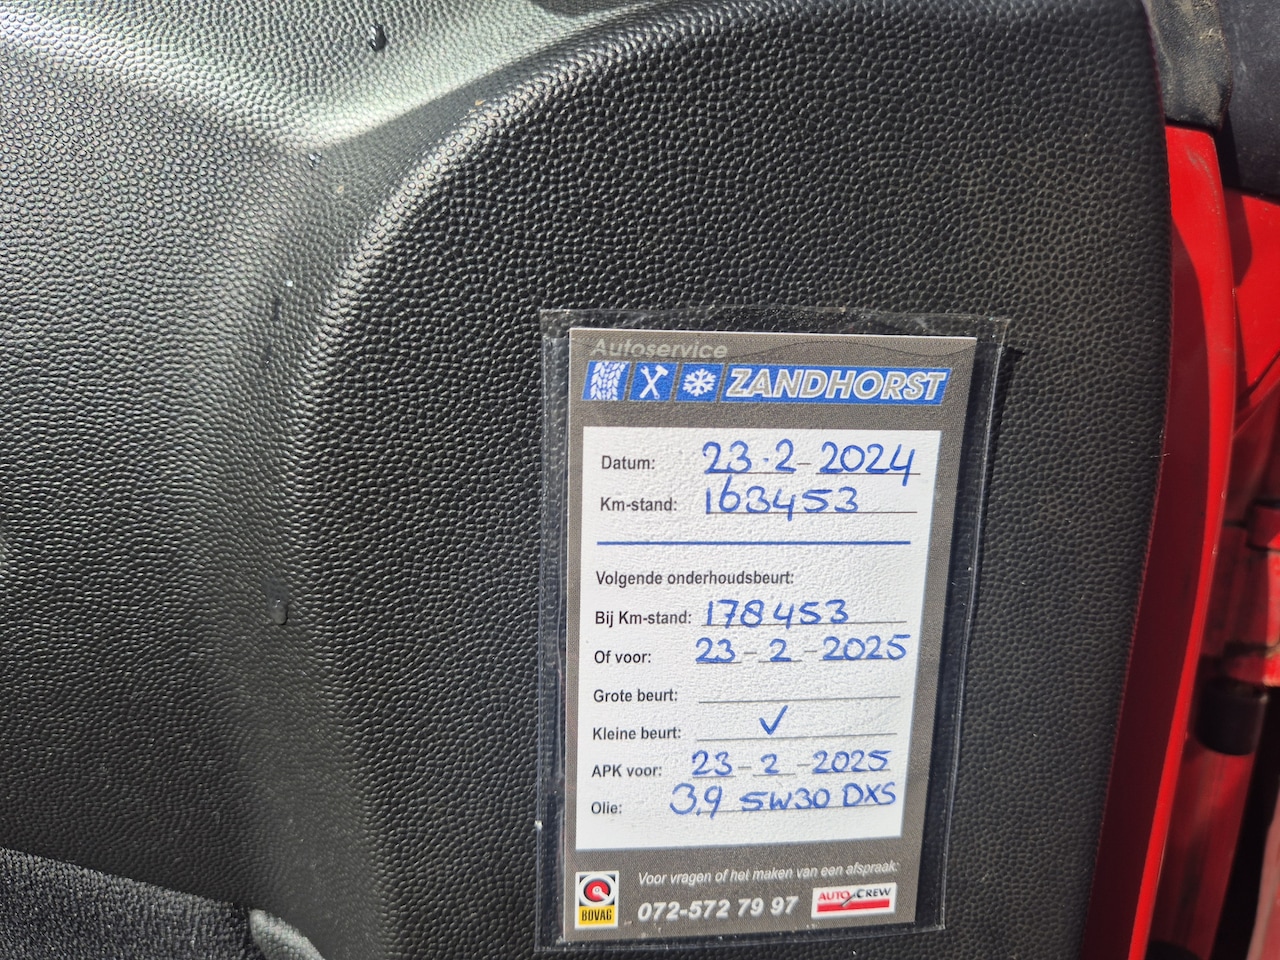 Autoservice
ZANDHORST
Datum: 23-2-2024
Km-stand: 163453
Volgende onderhoudsbeurt:
Bij Km-stand: 178453
Of voor: 23-2-2025
Grote beurt:
Kleine beurt: ✓
APK voor: 23-2-2025
Olie: 3,9 5W30 DXS
Voor vragen of het maken van een afspraak:
BOVAG 072-572 79 97 AUTO CREW